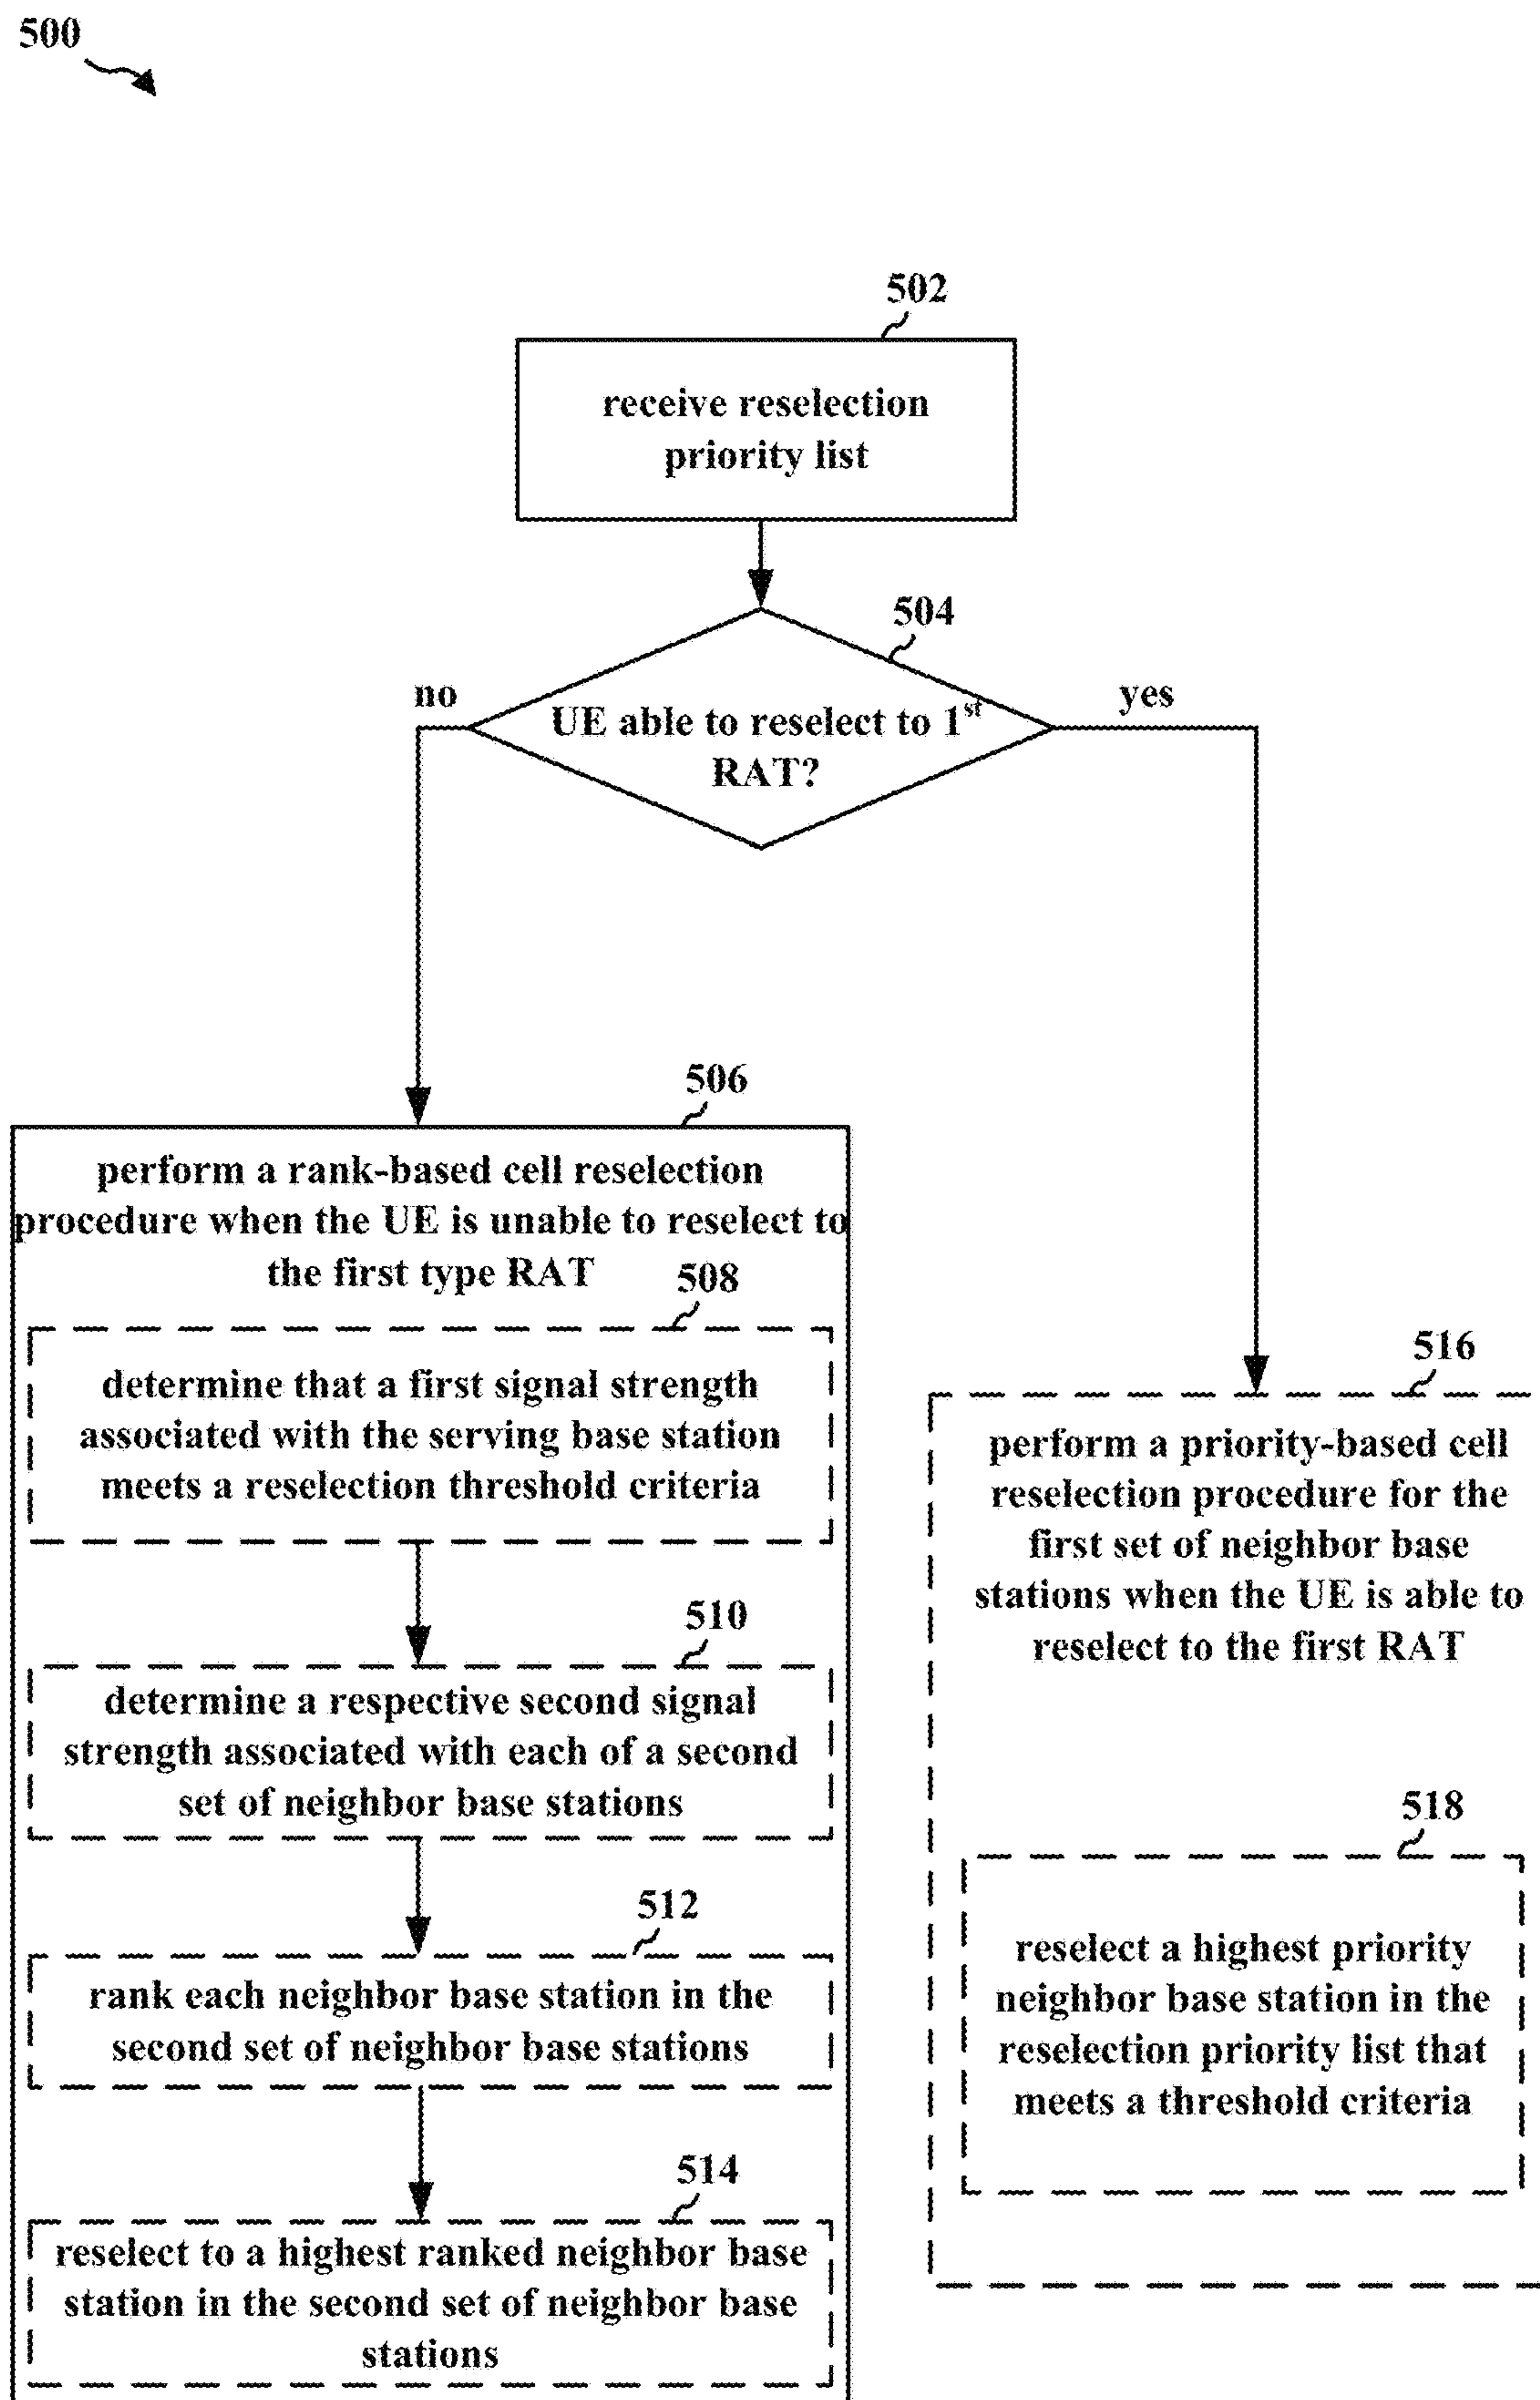 500
502
receive reselection
priority list
504
no
yes
UE able to reselect to 1st
RAT?
506
perform a rank-based cell reselection
procedure when the UE is unable to reselect to
the first type RAT
508
determine that a first signal strength
associated with the serving base station
meets a reselection threshold criteria
510
determine a respective second signal
strength associated with each of a second
set of neighbor base stations
512
rank each neighbor base station in the
second set of neighbor base stations
514
reselect to a highest ranked neighbor base
station in the second set of neighbor base
stations
516
perform a priority-based cell
reselection procedure for the
first set of neighbor base
stations when the UE is able to
reselect to the first RAT
518
reselect a highest priority
neighbor base station in the
reselection priority list that
meets a threshold criteria